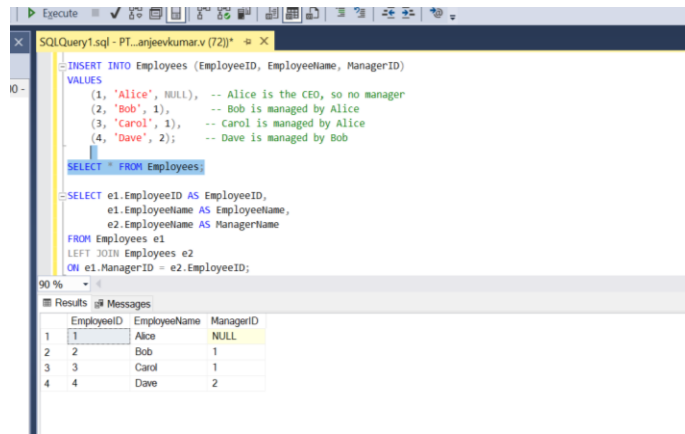 Execute
SQLQuery1.sql - PT...anjeevkumar.v (72))*
00 -
INSERT INTO Employees (EmployeeID, EmployeeName, ManagerID)
VALUES
(1, 'Alice', NULL), -- Alice is the CEO, so no manager
(2, 'Bob', 1), -- Bob is managed by Alice
(3, 'Carol', 1), -- Carol is managed by Alice
(4, 'Dave', 2); -- Dave is managed by Bob
SELECT * FROM Employees;
SELECT e1.EmployeeID AS EmployeeID,
e1.EmployeeName AS EmployeeName,
e2.EmployeeName AS ManagerName
FROM Employees e1
LEFT JOIN Employees e2
ON e1.ManagerID = e2.EmployeeID;
90 %
Results Messages
EmployeeID EmployeeName ManagerID
1 1 Alice NULL
2 2 Bob 1
3 3 Carol 1
4 4 Dave 2